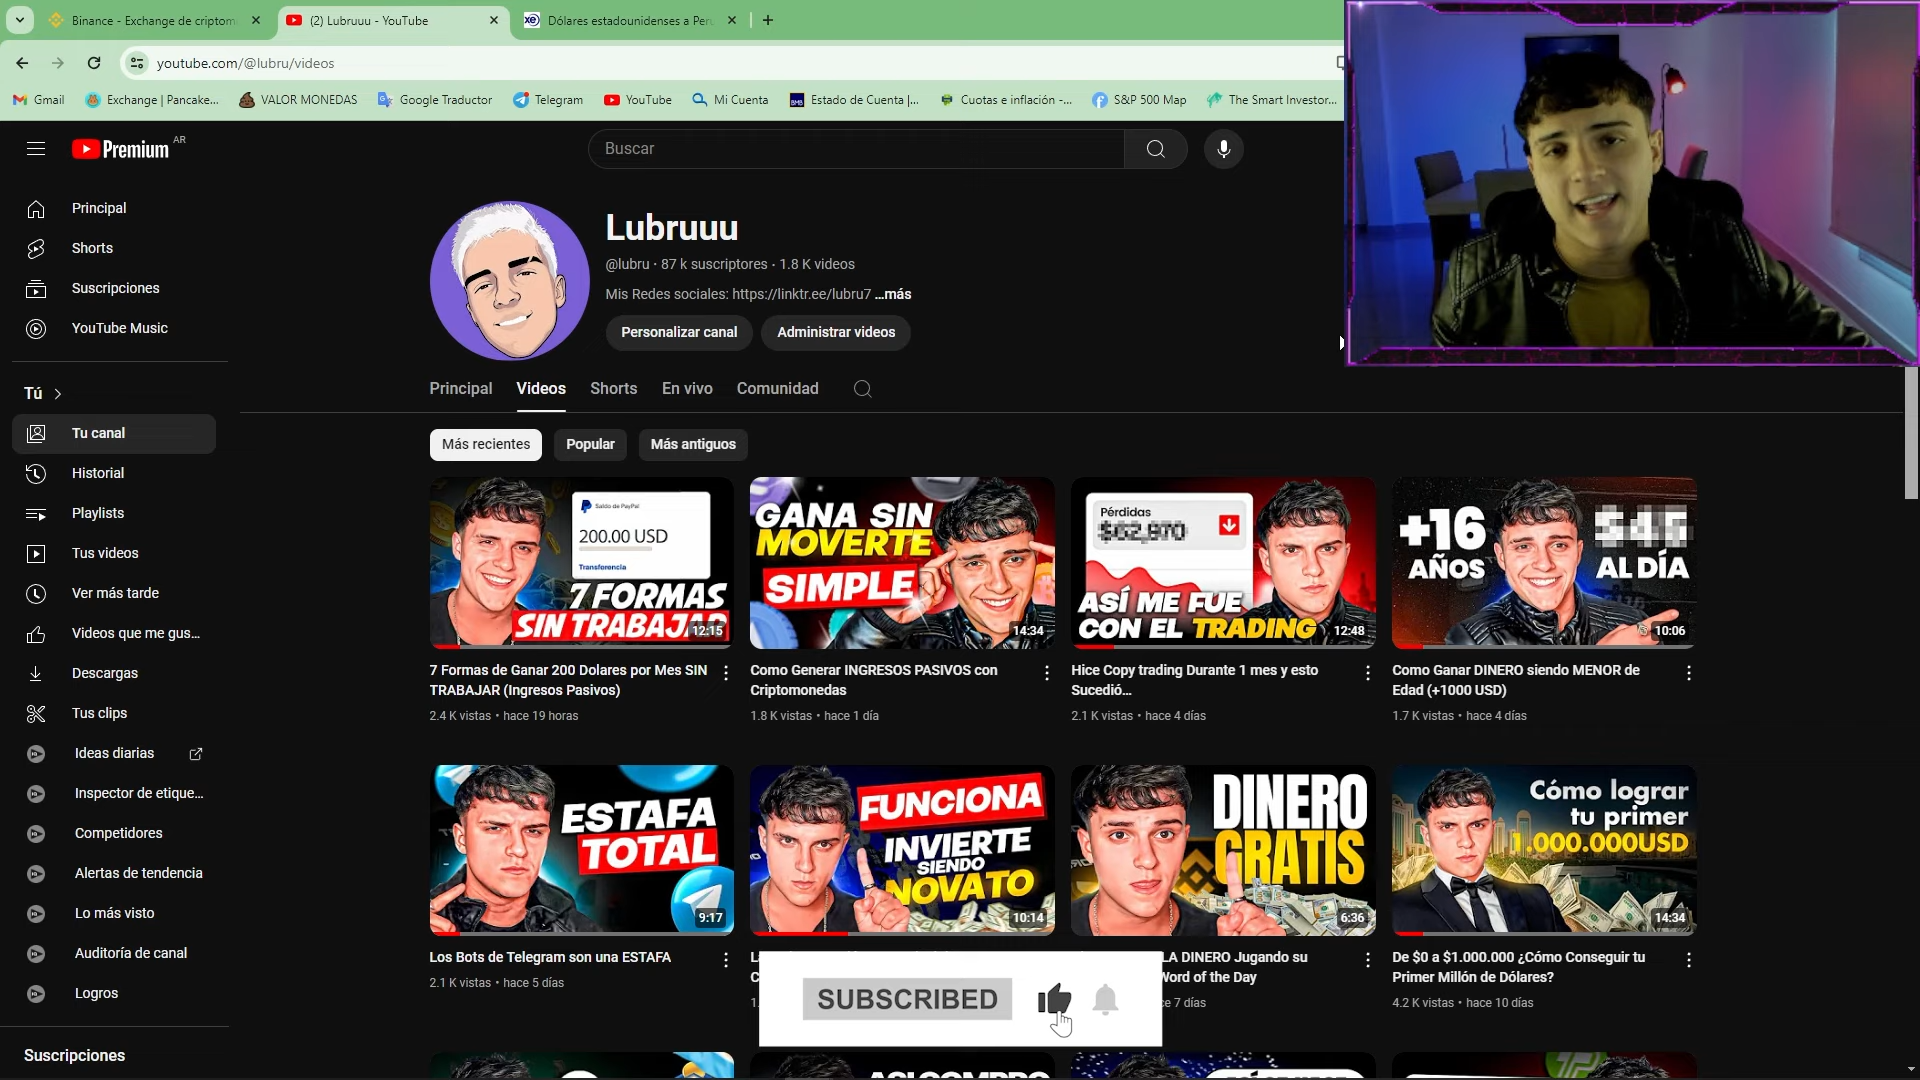 Binance - Exchange de criptom
(2) Lubruuu - YouTube
Dólares estadounidenses a Pes
youtube.com/@lubru/videos
Gmail
Exchange | Pancake...
VALOR MONEDAS
Google Traductor
Telegram
YouTube
Mi Cuenta
Estado de Cuenta |...
Cuotas e inflación -...
S&P 500 Map
The Smart Investor...
Premium AR
Buscar
Principal
Shorts
Suscripciones
YouTube Music
Tú
Tu canal
Historial
Playlists
Tus videos
Ver más tarde
Videos que me gus...
Descargas
Tus clips
Ideas diarias
Inspector de etique...
Competidores
Alertas de tendencia
Lo más visto
Auditoría de canal
Logros
Suscripciones
Lubruuu
@lubru · 87 k suscriptores · 1.8 K videos
Mis Redes sociales: https://linktr.ee/lubru7 ...más
Personalizar canal
Administrar videos
Principal
Videos
Shorts
En vivo
Comunidad
Más recientes
Popular
Más antiguos
Saldo de PayPal
200.00 USD
Transferencia
7 FORMAS
SIN TRABAJAR
12:15
7 Formas de Ganar 200 Dolares por Mes SIN
TRABAJAR (Ingresos Pasivos)
2.4 K vistas · hace 19 horas
GANA SIN
MOVERTE
SIMPLE
14:34
Como Generar INGRESOS PASIVOS con
Criptomonedas
1.8 K vistas · hace 1 día
Pérdidas
ASÍ ME FUE
CON EL TRADING
12:48
Hice Copy trading Durante 1 mes y esto
Sucedió...
2.1 K vistas · hace 4 días
+16
AÑOS
AL DÍA
10:06
Como Ganar DINERO siendo MENOR de
Edad (+1000 USD)
1.7 K vistas · hace 4 días
ESTAFA
TOTAL
9:17
Los Bots de Telegram son una ESTAFA
2.1 K vistas · hace 5 días
FUNCIONA
INVIERTE
SIENDO
NOVATO
10:14
DINERO
GRATIS
6:36
LA DINERO Jugando su
Word of the Day
7 días
Cómo lograr
tu primer
1.000.000USD
14:34
De $0 a $1.000.000 ¿Cómo Conseguir tu
Primer Millón de Dólares?
4.2 K vistas · hace 10 días
SUBSCRIBED